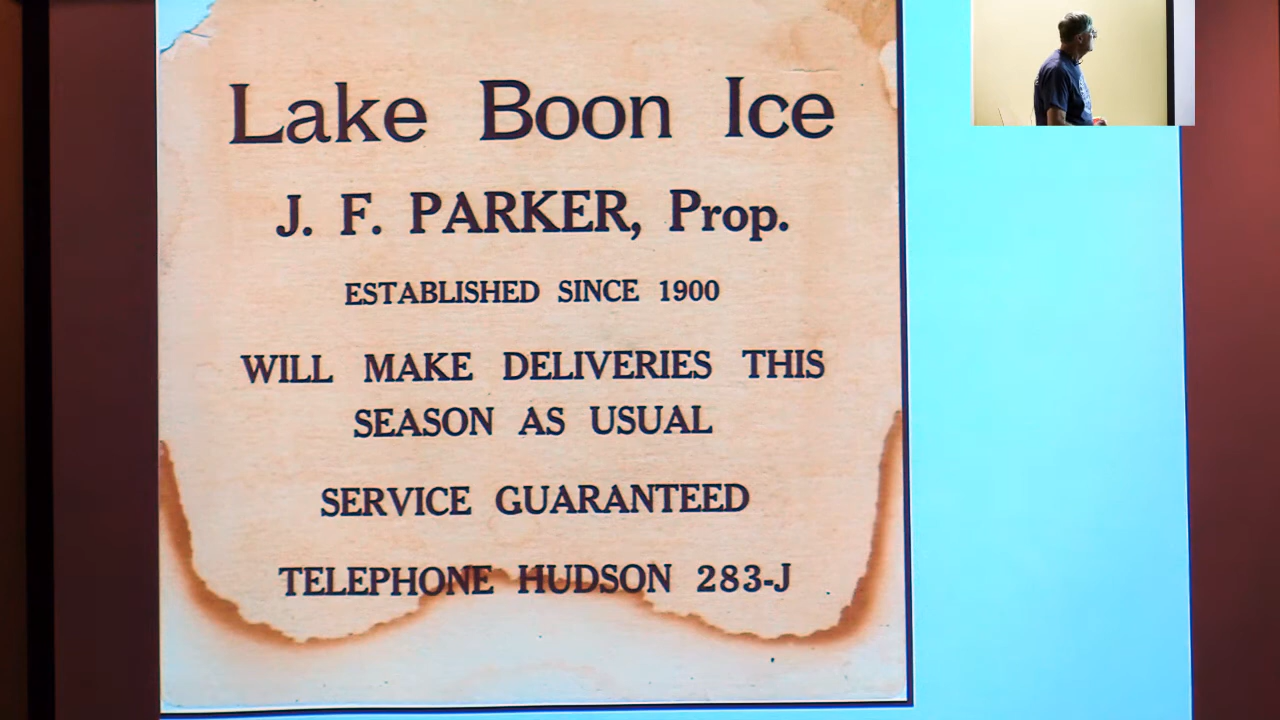 Lake Boon Ice
J. F. PARKER, Prop.
ESTABLISHED SINCE 1900
WILL MAKE DELIVERIES THIS
SEASON AS USUAL
SERVICE GUARANTEED
TELEPHONE HUDSON 283-J